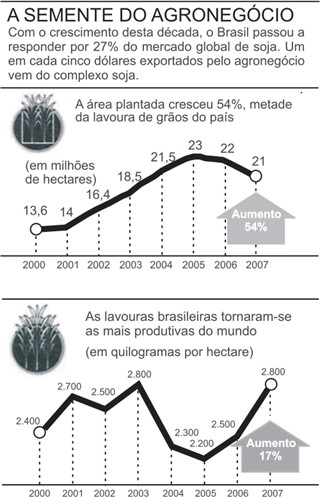 A SEMENTE DO AGRONEGÓCIO
Com o crescimento desta década, o Brasil passou a
responder por 27% do mercado global de soja. Um
em cada cinco dólares exportados pelo agronegócio
vem do complexo soja.
A área plantada cresceu 54%, metade
da lavoura de grãos do país
(em milhões
de hectares)
13,6 14 16,4 18,5 21,5 23 22 21
Aumento
54%
2000 2001 2002 2003 2004 2005 2006 2007
As lavouras brasileiras tornaram-se
as mais produtivas do mundo
(em quilogramas por hectare)
2.400 2.700 2.500 2.800 2.300 2.200 2.500 2.800
Aumento
17%
2000 2001 2002 2003 2004 2005 2006 2007